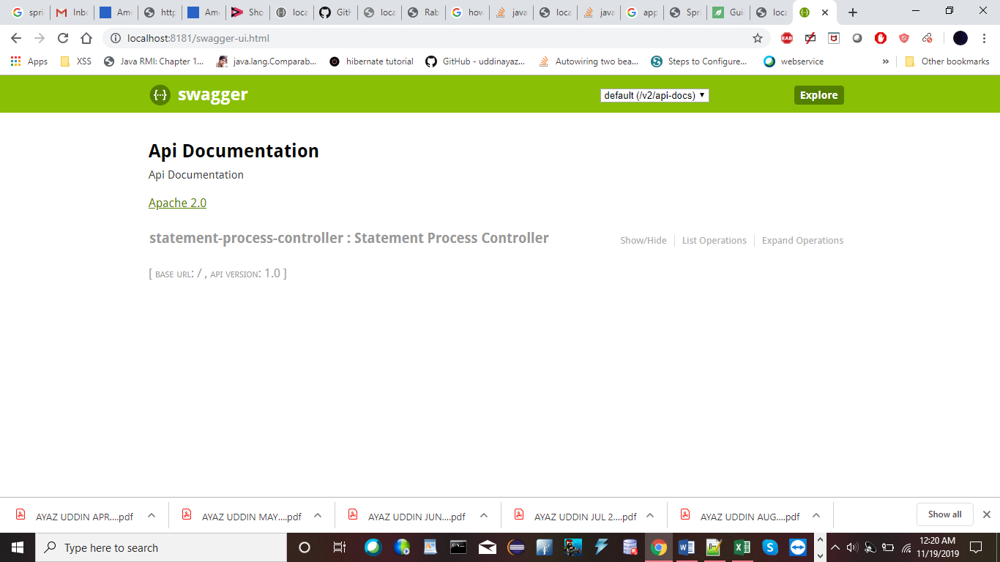 spri
Inbo
Ame
http
Ame
Sho
loca
Gith
loca
Rab
how
java
loca
java
app
Spri
Guid
loca
localhost:8181/swagger-ui.html
Apps
XSS
Java RMI: Chapter 1...
java.lang.Comparab...
hibernate tutorial
GitHub - uddinayaz...
Autowiring two bea...
Steps to Configure...
webservice
»
Other bookmarks
{···} swagger
default (/v2/api-docs)
Explore
Api Documentation
Api Documentation
Apache 2.0
statement-process-controller : Statement Process Controller
Show/Hide
List Operations
Expand Operations
[ BASE URL: / , API VERSION: 1.0 ]
AYAZ UDDIN APR....pdf
AYAZ UDDIN MAY....pdf
AYAZ UDDIN JUN....pdf
AYAZ UDDIN JUL 2....pdf
AYAZ UDDIN AUG....pdf
Show all
Type here to search
12:20 AM
11/19/2019